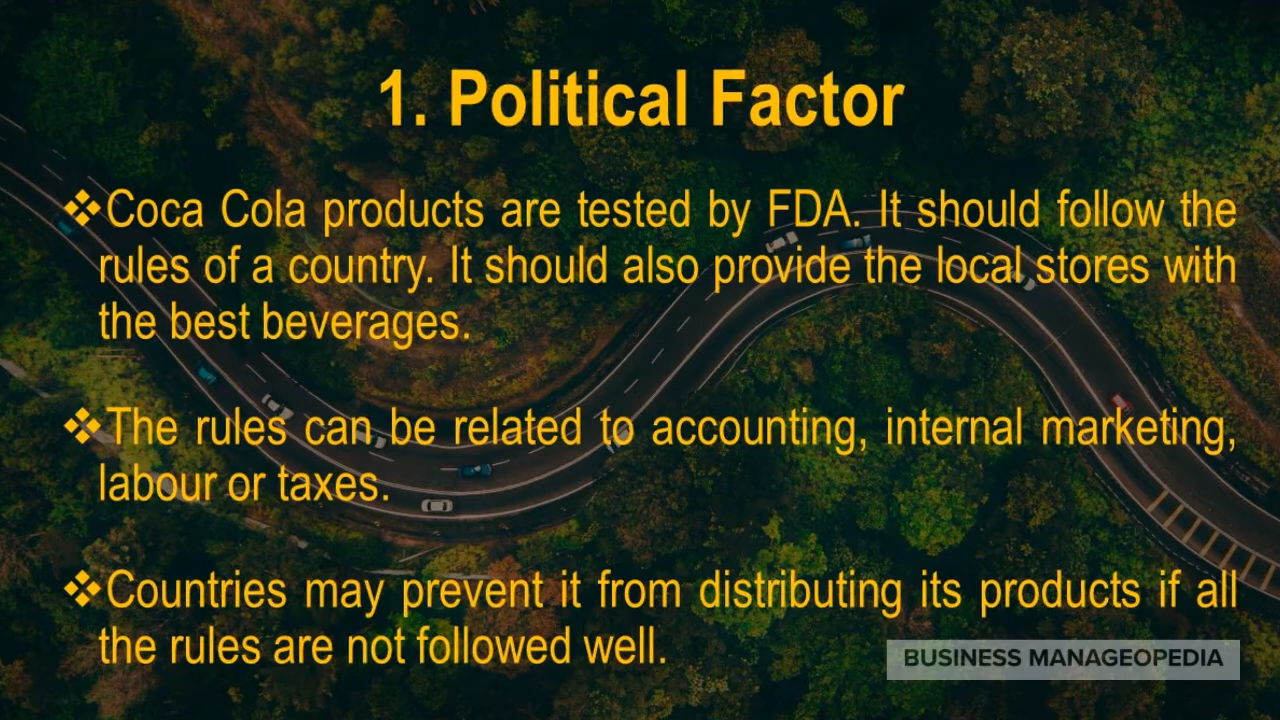 1. Political Factor
❖Coca Cola products are tested by FDA. It should follow the
rules of a country. It should also provide the local stores with
the best beverages.
❖The rules can be related to accounting, internal marketing,
labour or taxes.
❖Countries may prevent it from distributing its products if all
the rules are not followed well.
BUSINESS MANAGEOPEDIA